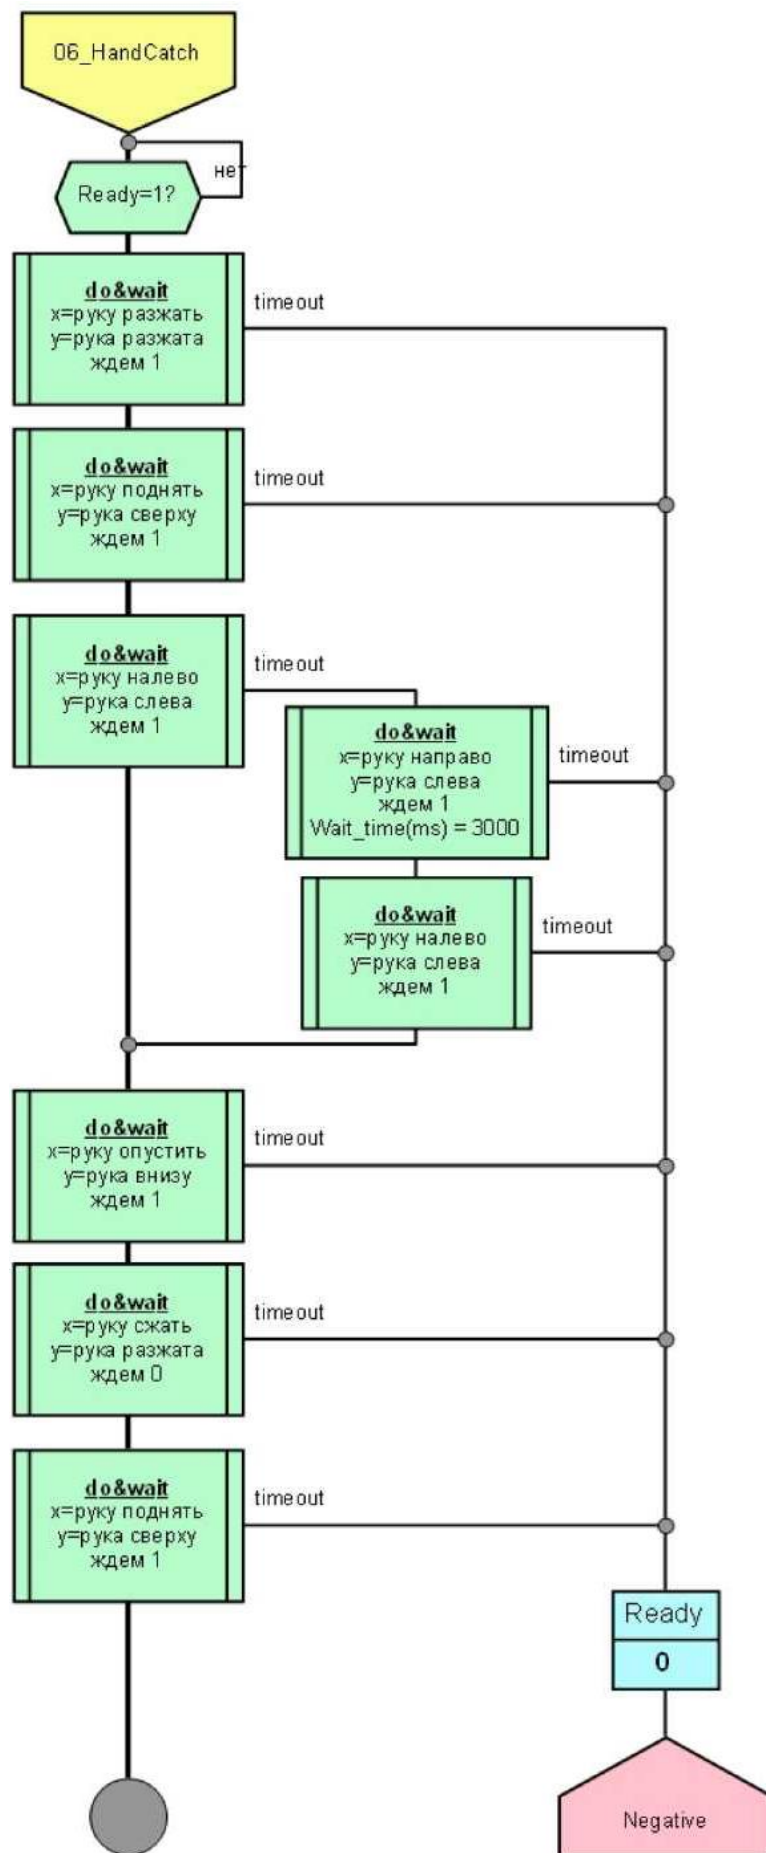 06_HandCatch
нет
Ready=1?
do&wait
x=руку разжать
y=рука разжата
ждем 1
timeout
do&wait
x=руку поднять
y=рука сверху
ждем 1
timeout
do&wait
x=руку налево
y=рука слева
ждем 1
timeout
do&wait
x=руку направо
y=рука слева
ждем 1
Wait_time(ms) = 3000
timeout
do&wait
x=руку налево
y=рука слева
ждем 1
timeout
do&wait
x=руку опустить
y=рука внизу
ждем 1
timeout
do&wait
x=руку сжать
y=рука разжата
ждем 0
timeout
do&wait
x=руку поднять
y=рука сверху
ждем 1
timeout
Ready
0
Negative